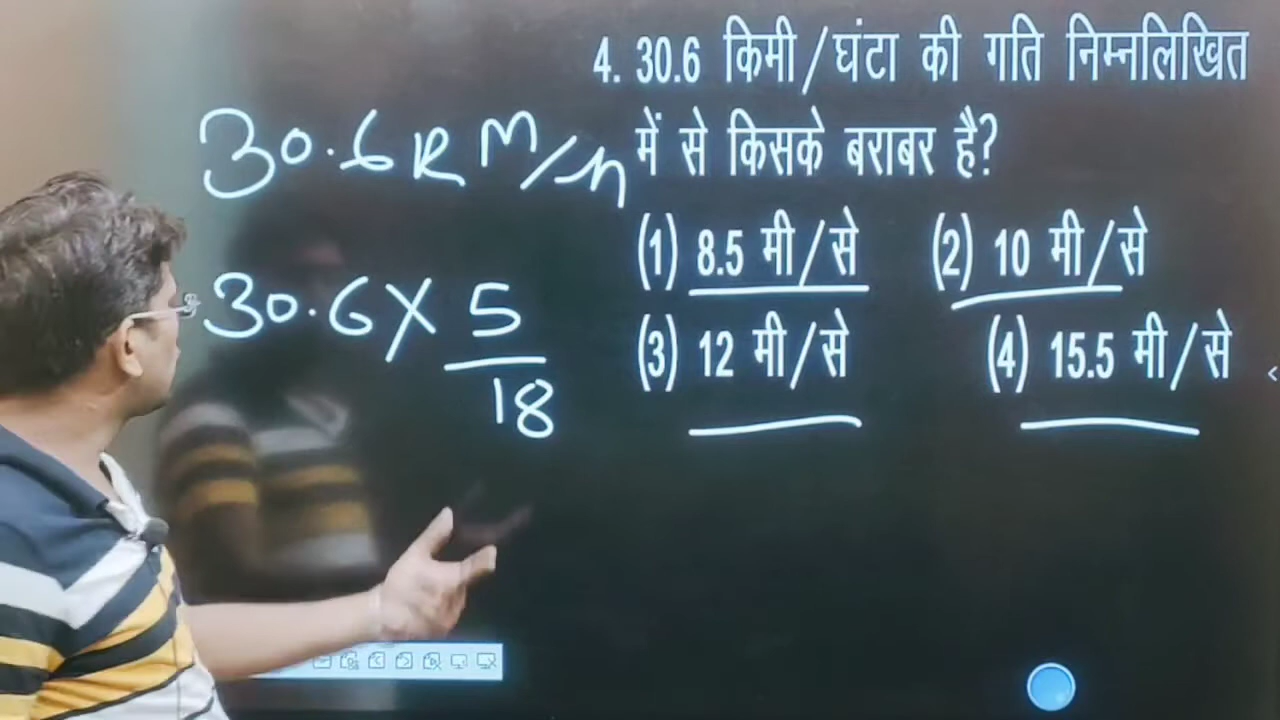 4. 30.6 किमी/घंटा की गति निम्नलिखित
में से किसके बराबर है?
(1) 8.5 मी/से (2) 10 मी/से
(3) 12 मी/से (4) 15.5 मी/से
30.6 KM/h
30.6 X 5
18